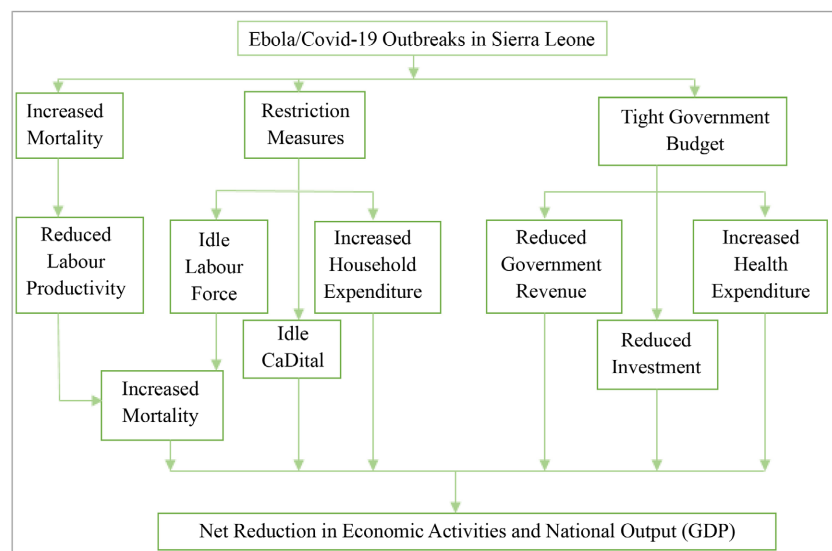 Ebola/Covid-19 Outbreaks in Sierra Leone
Increased
Mortality
Restriction
Measures
Tight Government
Budget
Reduced
Labour
Productivity
Idle
Labour
Force
Increased
Household
Expenditure
Reduced
Government
Revenue
Increased
Health
Expenditure
Idle
CaDital
Reduced
Investment
Increased
Mortality
Net Reduction in Economic Activities and National Output (GDP)